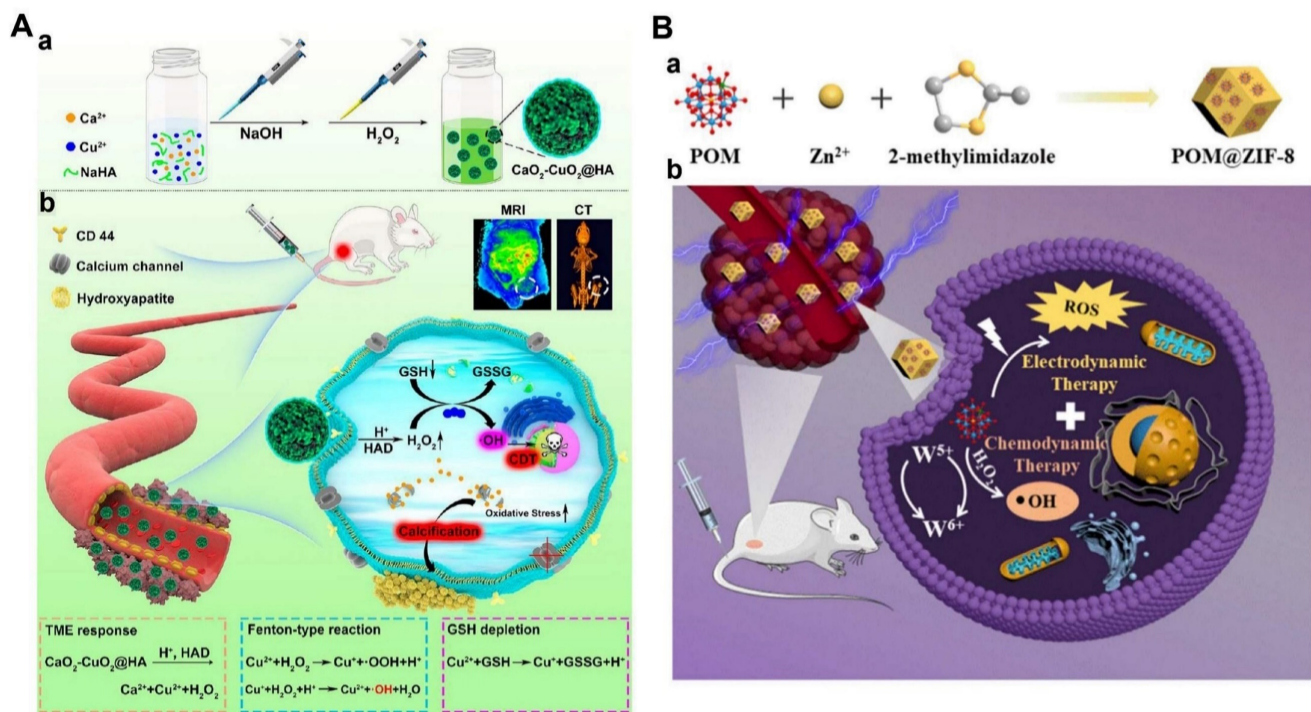 A
a
Ca²⁺
Cu²⁺
NaHA
NaOH
H₂O₂
CaO₂-CuO₂@HA
b
CD 44
Calcium channel
Hydroxyapatite
MRI
CT
GSH↓
GSSG
H⁺
HAD
H₂O₂↑
·OH
CDT
Oxidative Stress↑
Calcification
TME response
CaO₂-CuO₂@HA H⁺, HAD →
Ca²⁺+Cu²⁺+H₂O₂
Fenton-type reaction
Cu²⁺+H₂O₂→Cu⁺+·OOH+H⁺
Cu⁺+H₂O₂+H⁺→Cu²⁺+·OH+H₂O
GSH depletion
Cu²⁺+GSH→Cu⁺+GSSG+H⁺
B
a
POM
+
Zn²⁺
+
2-methylimidazole
POM@ZIF-8
b
ROS
Electrodynamic
Therapy
+
Chemodynamic
Therapy
W⁵⁺
W⁶⁺
H₂O₂
•OH